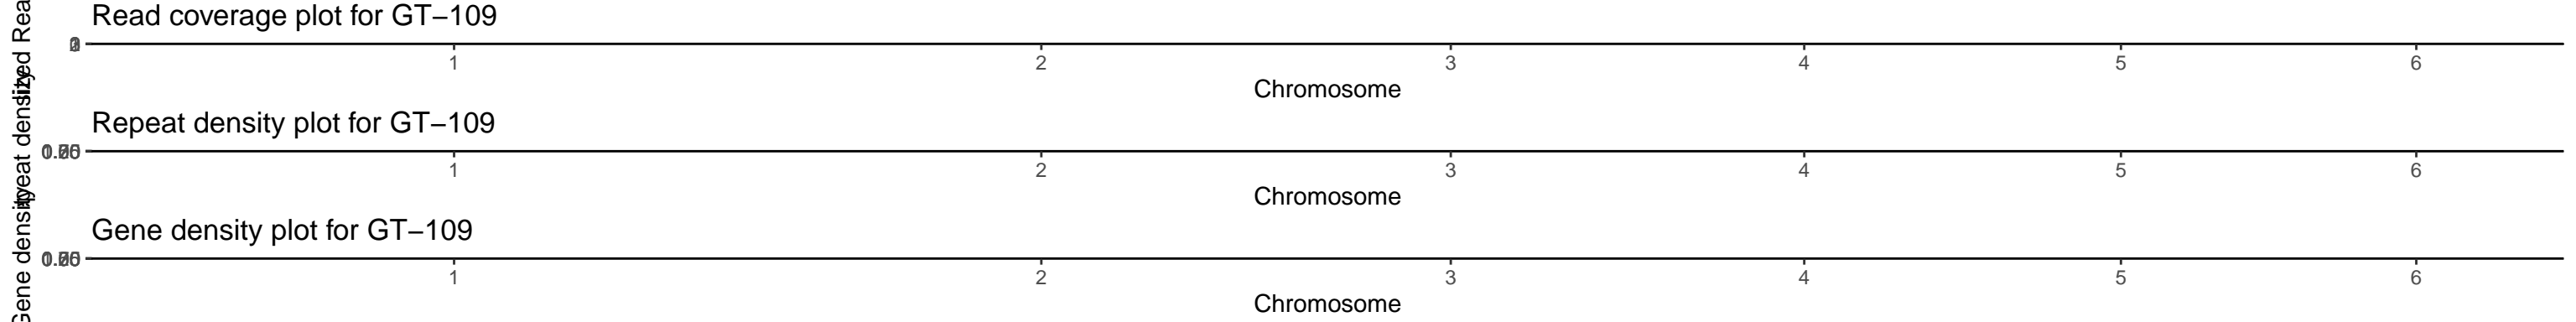 Read coverage plot for GT–109
1 2 3 4 5 6
Chromosome
Repeat density plot for GT–109
1 2 3 4 5 6
Chromosome
Gene density plot for GT–109
1 2 3 4 5 6
Chromosome
Gene density